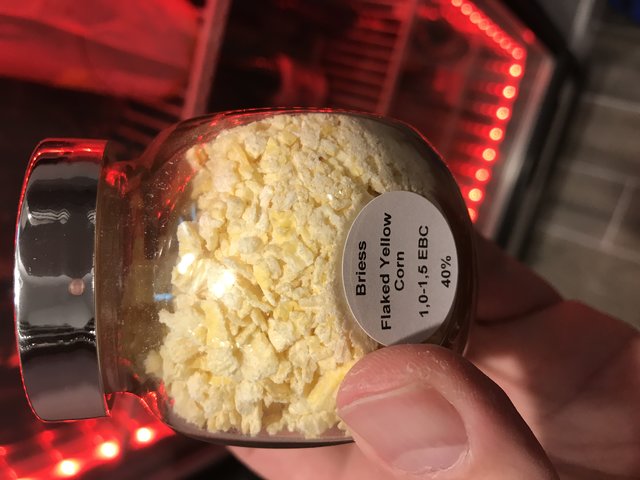 Briess
Flaked Yellow
Corn
1,0-1,5 EBC
40%